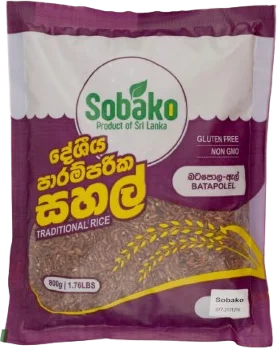 Sobako
Product of Sri Lanka
GLUTEN FREE
NON GMO
දේශීය
පාරම්පරික
සහල්
TRADITIONAL RICE
බටපොල-ඇල්
BATAPOLEL
800g | 1.76LBS
Sobako